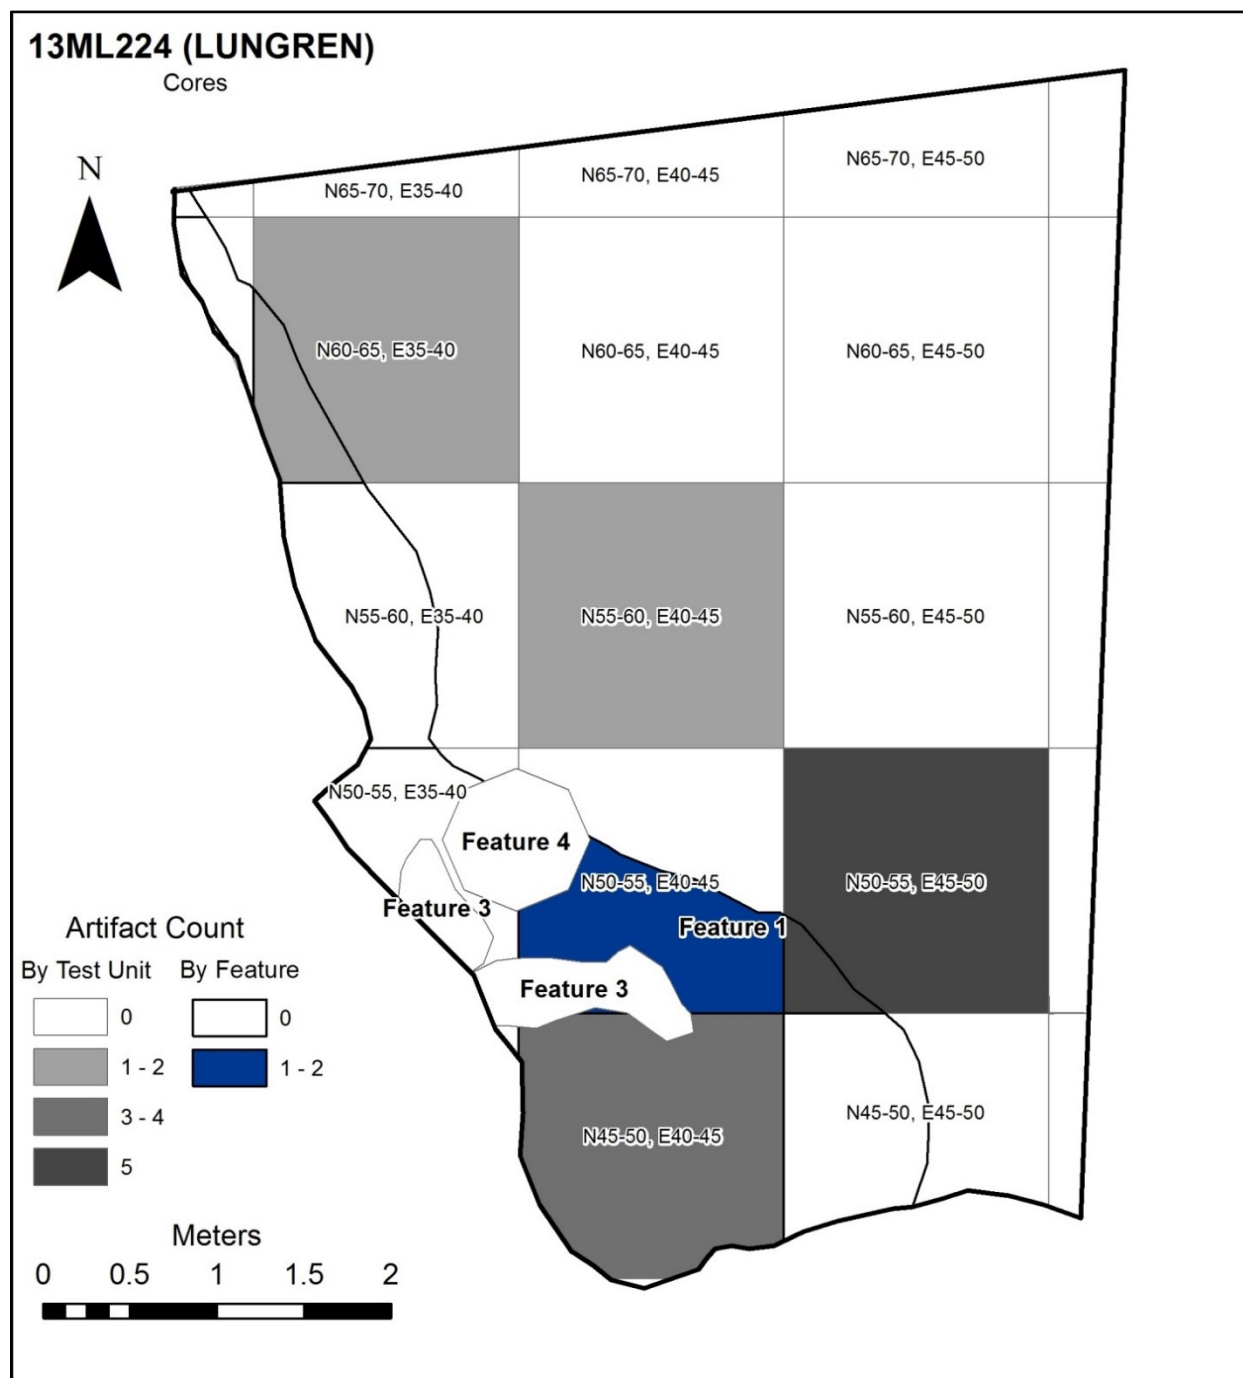 13ML224 (LUNGREN)
Cores
N
N65-70, E35-40
N65-70, E40-45
N65-70, E45-50
N60-65, E35-40
N60-65, E40-45
N60-65, E45-50
N55-60, E35-40
N55-60, E40-45
N55-60, E45-50
N50-55, E35-40
Feature 4
N50-55, E40-45
N50-55, E45-50
Feature 3
Feature 1
Feature 3
N45-50, E40-45
N45-50, E45-50
Artifact Count
By Test Unit By Feature
0 0
1 - 2 1 - 2
3 - 4
5
Meters
0 0.5 1 1.5 2